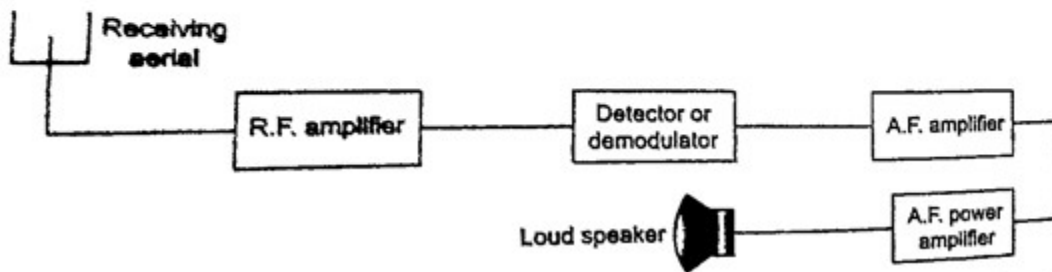 Receiving
aerial
R.F. amplifier
Detector or
demodulator
A.F. amplifier
Loud speaker
A.F. power
amplifier